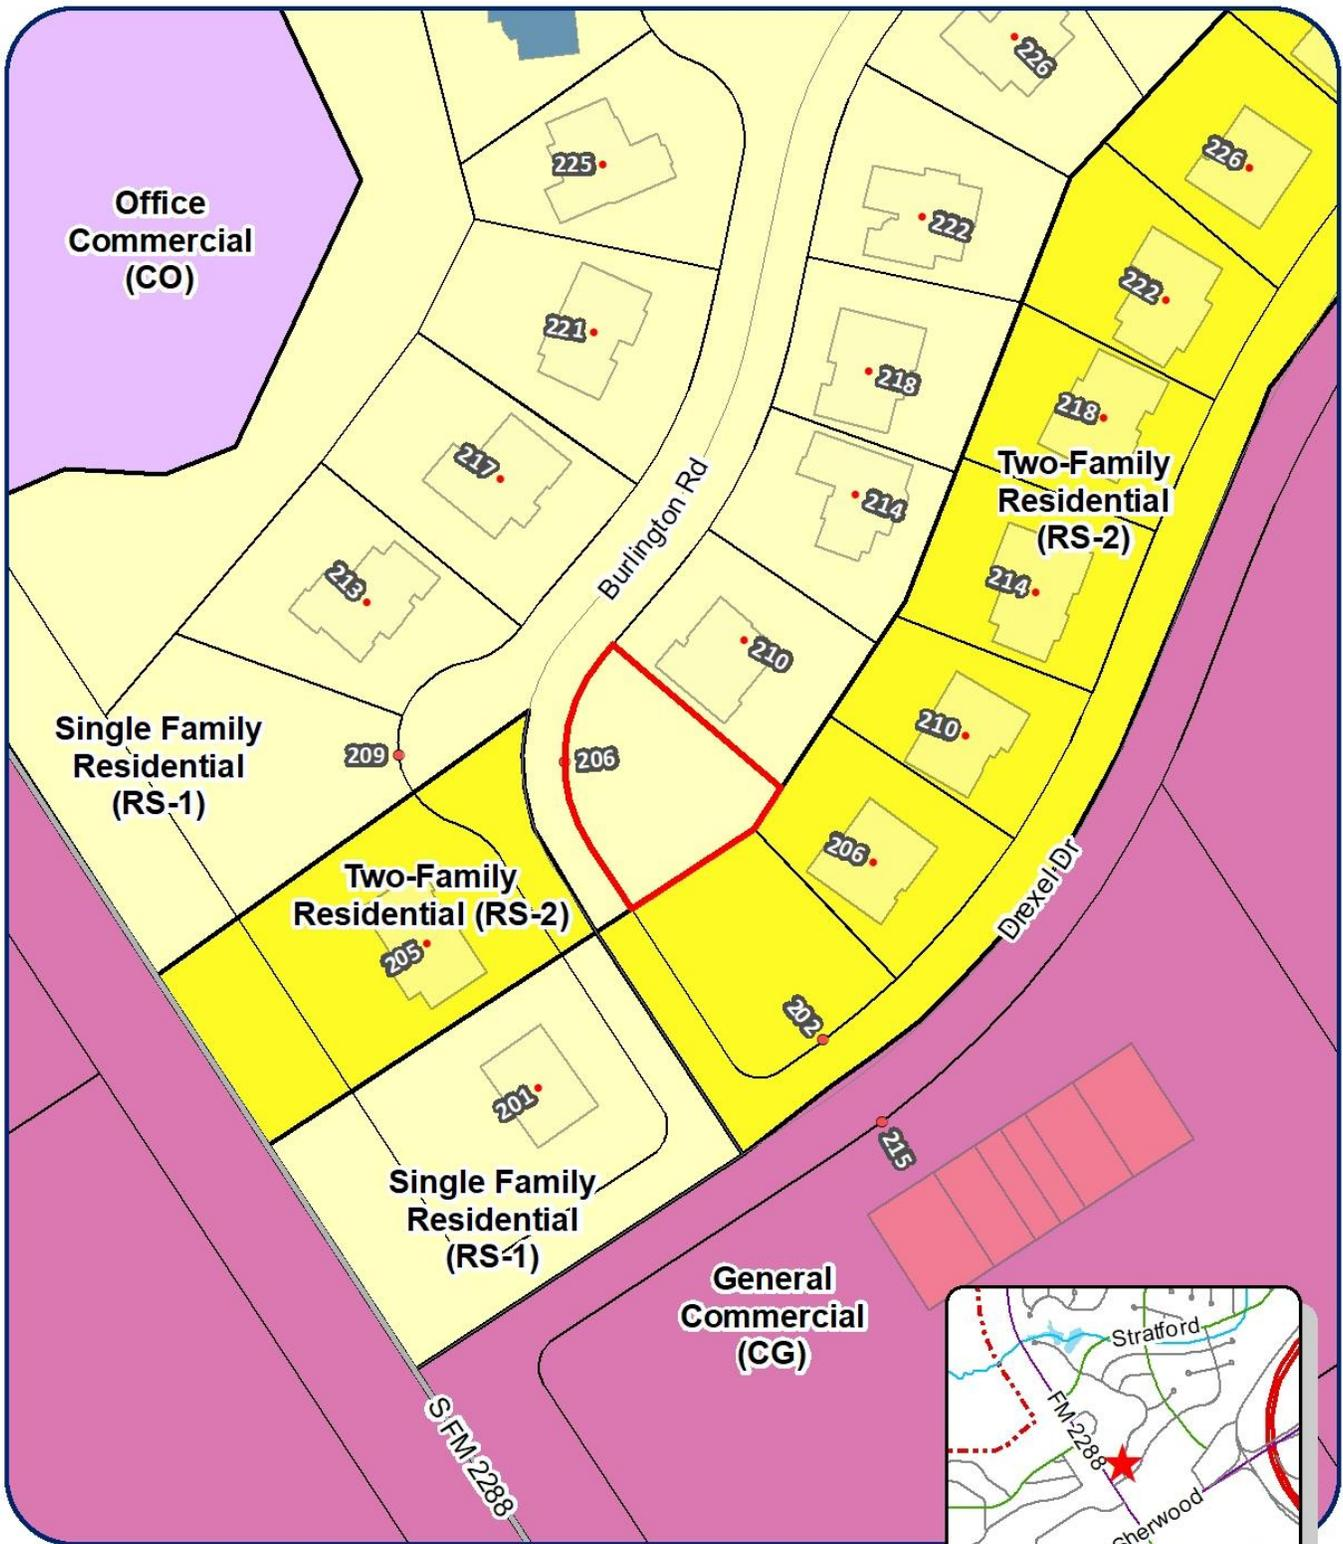 226
225
226
Office
Commercial
(CO)
222
222
221
218
218
217
Two-Family
Residential
(RS-2)
214
Burlington Rd
214
213
210
Single Family
Residential
(RS-1)
209
206
210
206
Two-Family
Residential (RS-2)
205
Drexel Dr
202
201
215
Single Family
Residential
(RS-1)
General
Commercial
(CG)
S FM 2288
Stratford
FM 2288
Sherwood